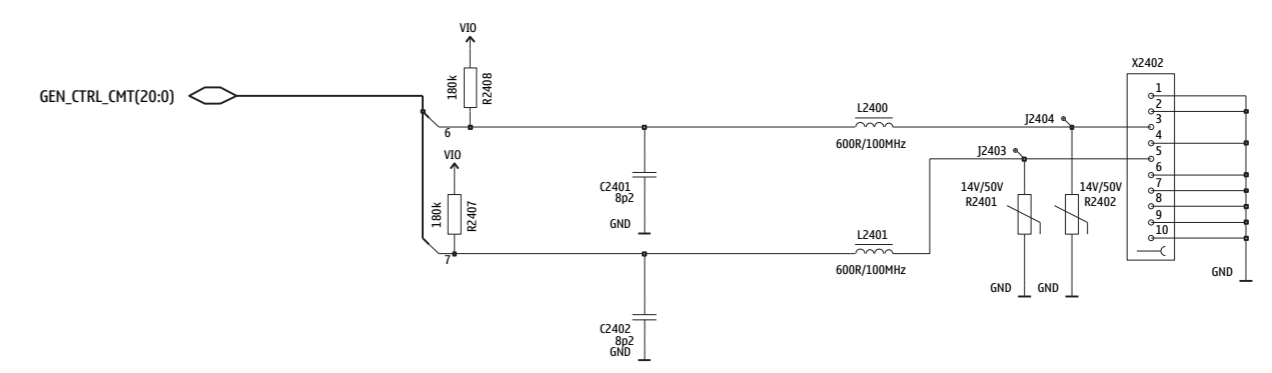 VIO
X2402
180k
R2408
1
GEN_CTRL_CMT(20:0)
2
L2400
J2404
3
6
4
600R/100MHz
VIO
J2403
5
6
C2401
8p2
14V/50V
R2401
14V/50V
R2402
7
180k
R2407
8
GND
9
L2401
10
7
600R/100MHz
GND
GND
GND
C2402
8p2
GND